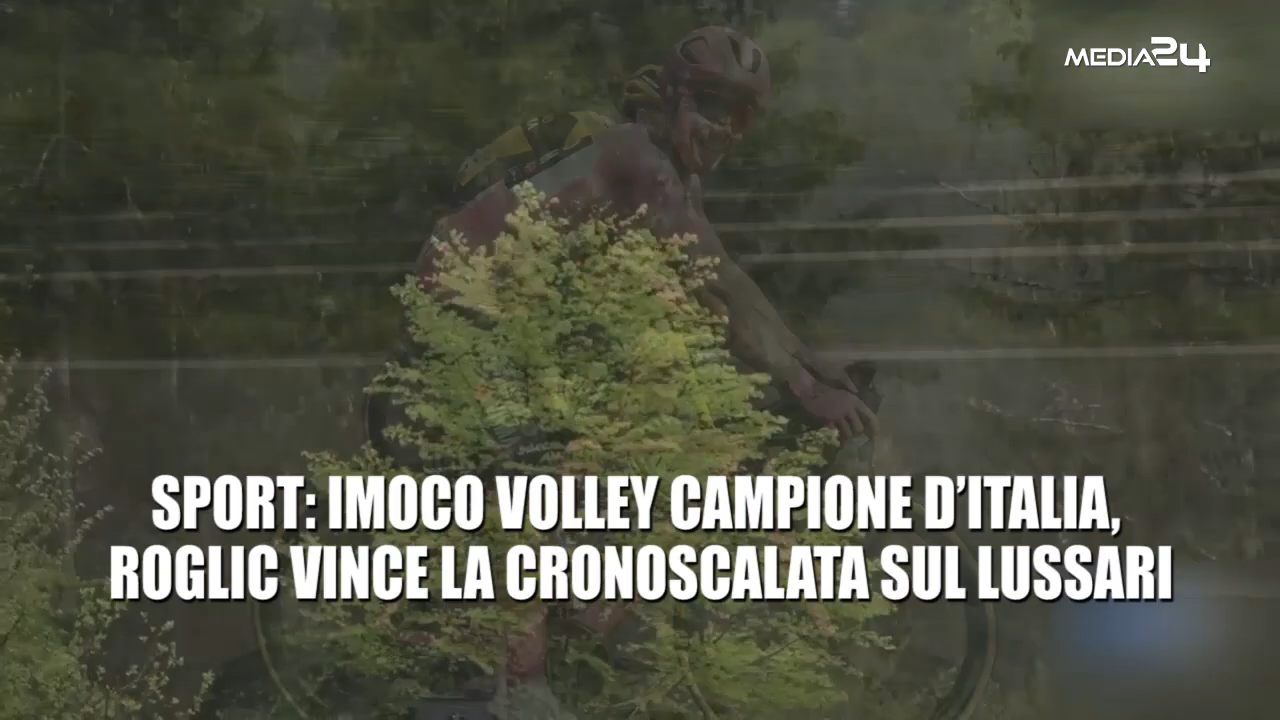 MEDIA24
SPORT: IMOCO VOLLEY CAMPIONE D’ITALIA,
ROGLIC VINCE LA CRONOSCALATA SUL LUSSARI